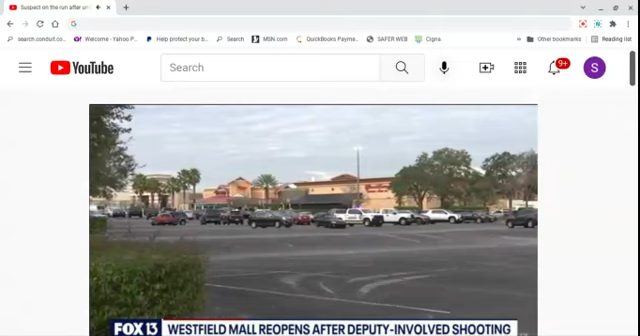 Suspect on the run after un
G
search.conduit.co...
Welcome - Yahoo P...
Help protect your b...
Search
MSN.com
QuickBooks Payme...
SAFER WEB
Cigna
Other bookmarks
Reading list
YouTube
Search
9+
S
FOX 13
WESTFIELD MALL REOPENS AFTER DEPUTY-INVOLVED SHOOTING